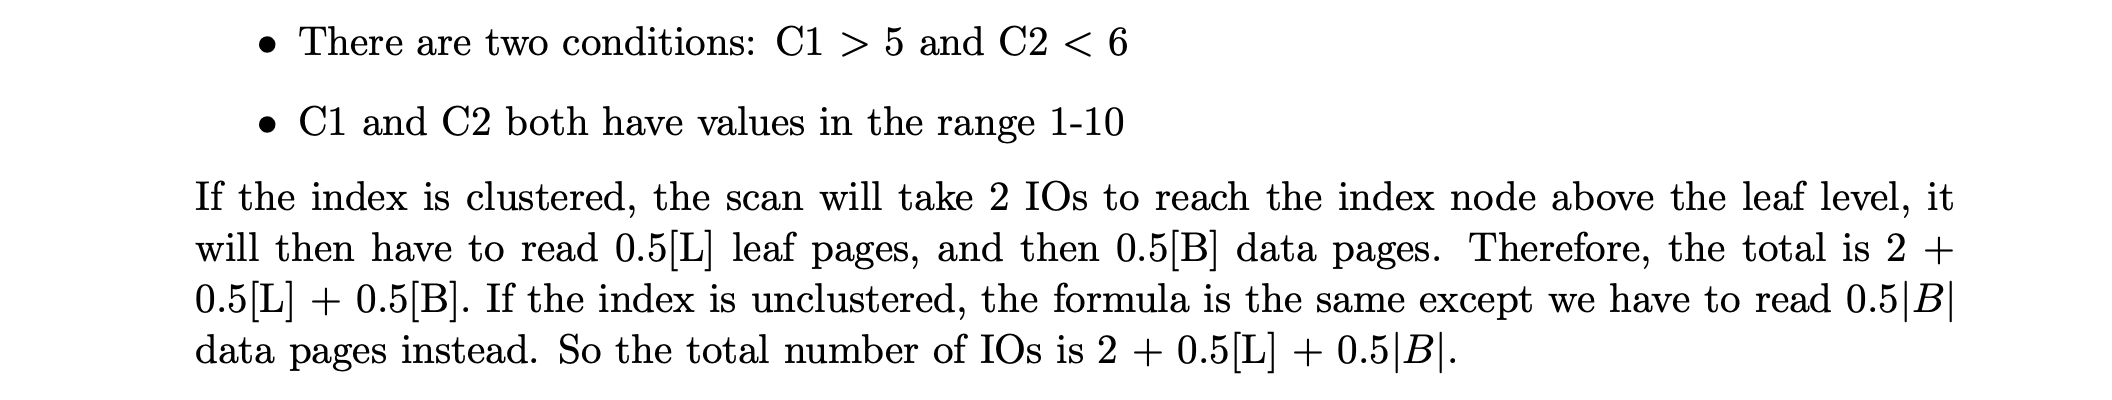 • There are two conditions: C1 > 5 and C2 < 6
• C1 and C2 both have values in the range 1-10
If the index is clustered, the scan will take 2 IOs to reach the index node above the leaf level, it
will then have to read 0.5[L] leaf pages, and then 0.5[B] data pages. Therefore, the total is 2 +
0.5[L] + 0.5[B]. If the index is unclustered, the formula is the same except we have to read 0.5|B|
data pages instead. So the total number of IOs is 2 + 0.5[L] + 0.5|B|.